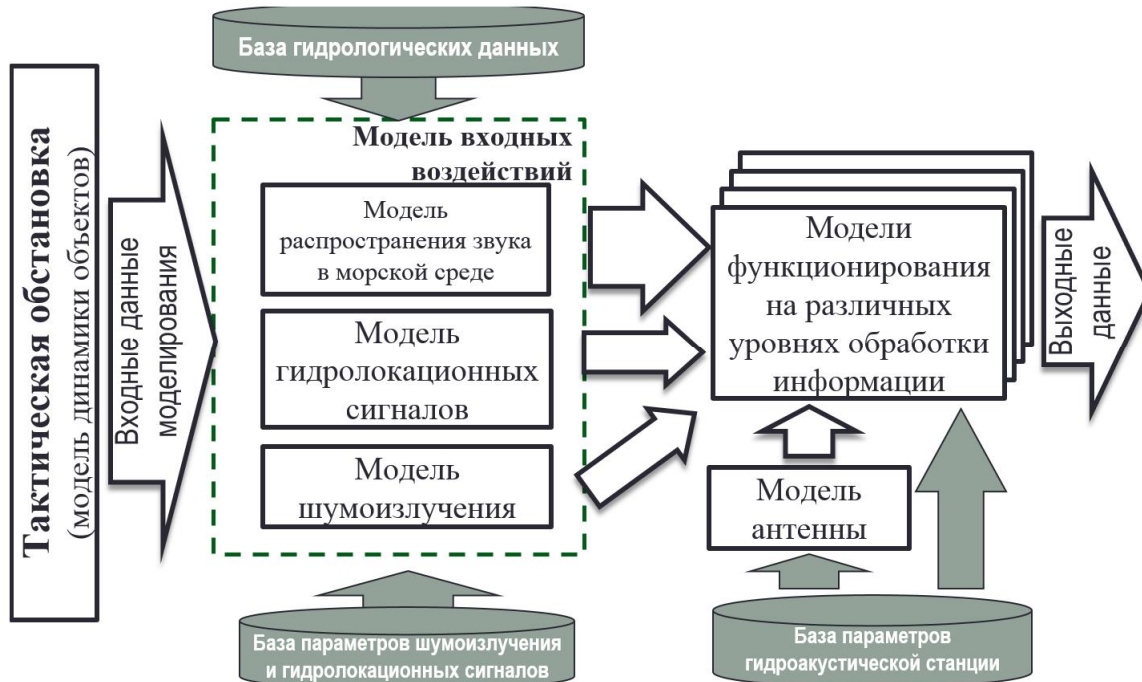 База гидрологических данных
Тактическая обстановка
(модель динамики объектов)
Входные данные
моделирования
Модель входных
воздействий
Модель
распространения звука
в морской среде
Модель
гидролокационных
сигналов
Модель
шумоизлучения
Модели
функционирования
на различных
уровнях обработки
информации
Выходные
данные
Модель
антенны
База параметров шумоизлучения
и гидролокационных сигналов
База параметров
гидроакустической станции